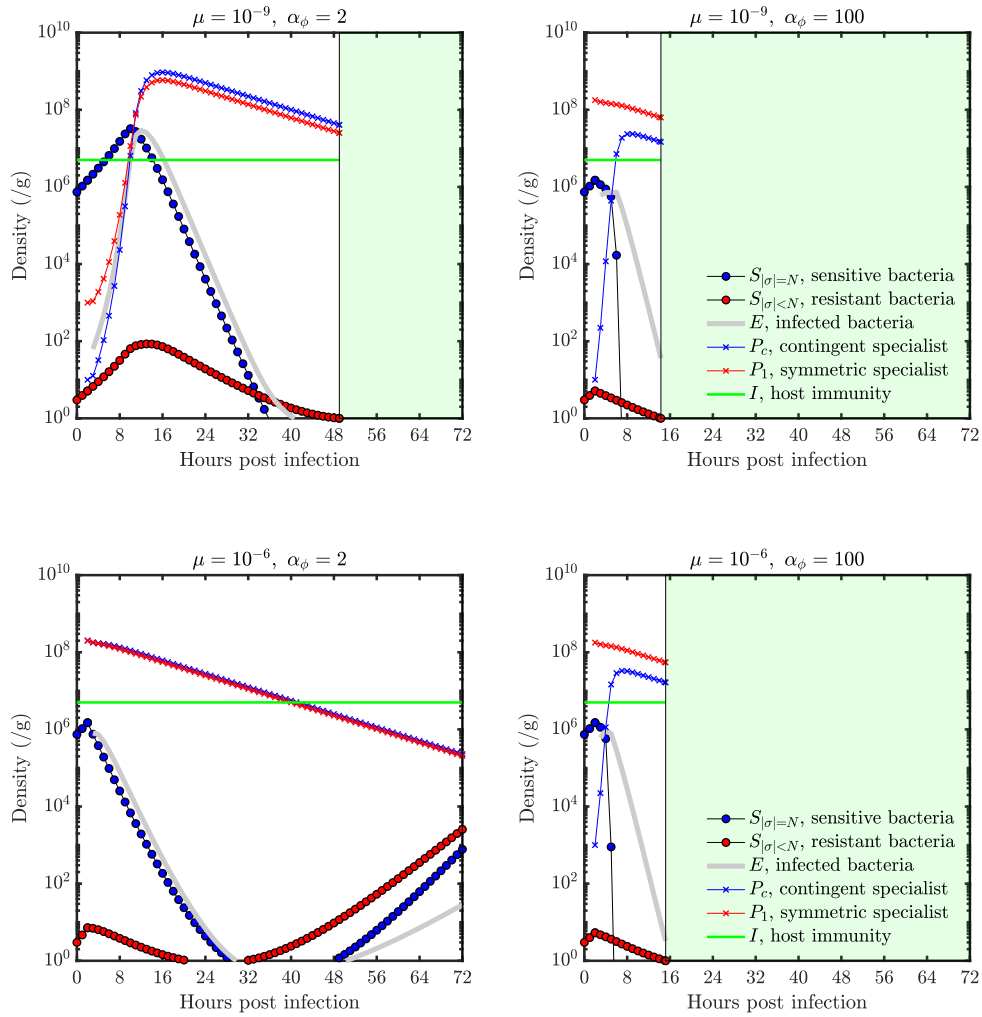 μ = 10⁻⁹, α_ϕ = 2
10¹⁰
10⁸
10⁶
10⁴
10²
10⁰
Density (/g)
0 8 16 24 32 40 48 56 64 72
Hours post infection
μ = 10⁻⁹, α_ϕ = 100
10¹⁰
10⁸
10⁶
10⁴
10²
10⁰
Density (/g)
S_|σ|=N, sensitive bacteria
S_|σ|<N, resistant bacteria
E, infected bacteria
P_c, contingent specialist
P_1, symmetric specialist
I, host immunity
0 8 16 24 32 40 48 56 64 72
Hours post infection
μ = 10⁻⁶, α_ϕ = 2
10¹⁰
10⁸
10⁶
10⁴
10²
10⁰
Density (/g)
0 8 16 24 32 40 48 56 64 72
Hours post infection
μ = 10⁻⁶, α_ϕ = 100
10¹⁰
10⁸
10⁶
10⁴
10²
10⁰
Density (/g)
S_|σ|=N, sensitive bacteria
S_|σ|<N, resistant bacteria
E, infected bacteria
P_c, contingent specialist
P_1, symmetric specialist
I, host immunity
0 8 16 24 32 40 48 56 64 72
Hours post infection